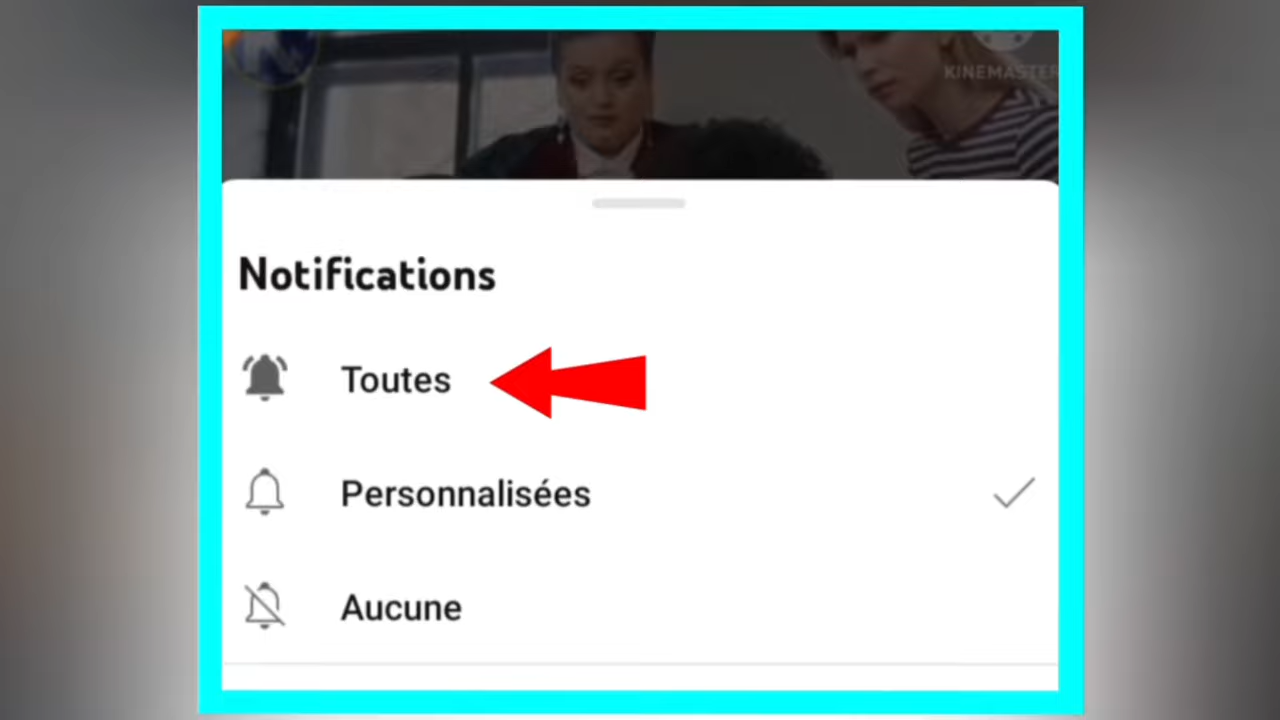 KINEMASTER
Notifications
Toutes
Personnalisées
Aucune